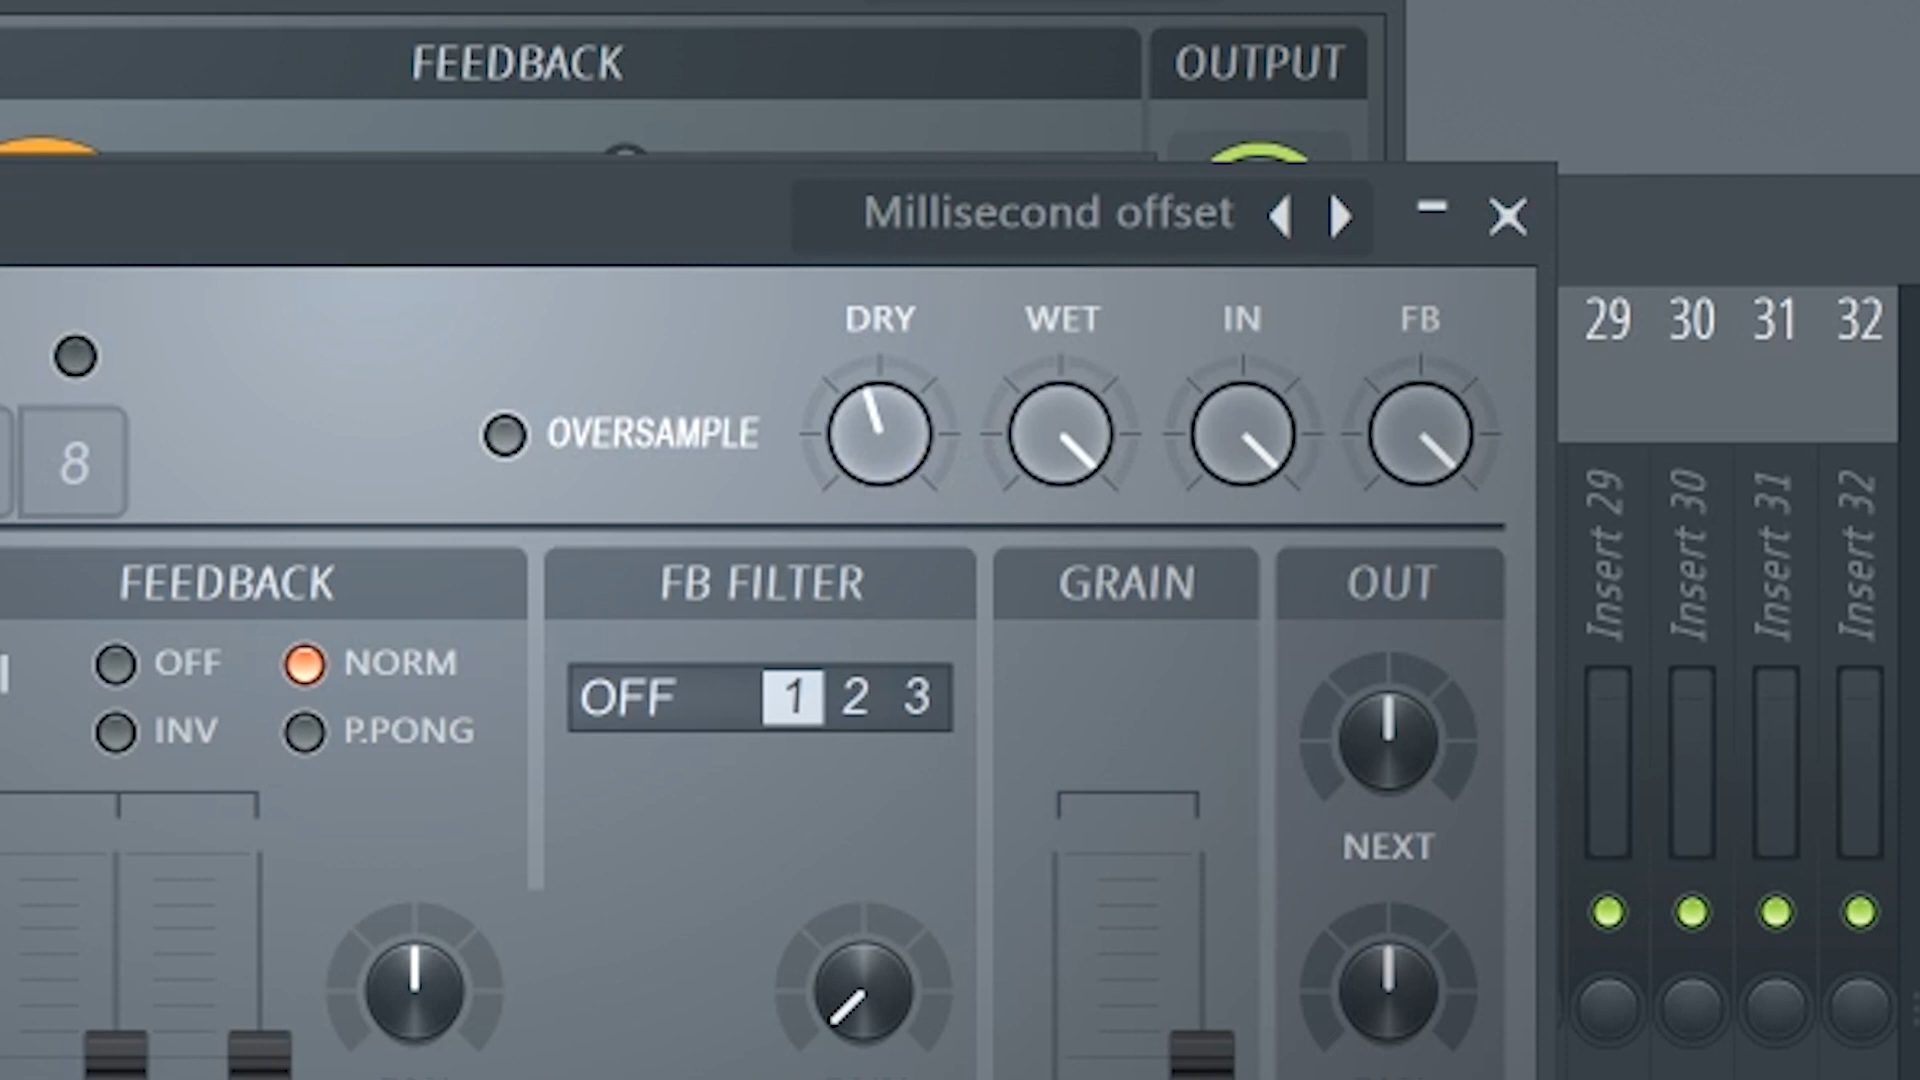 FEEDBACK OUTPUT
Millisecond offset
DRY WET IN FB
8 OVERSAMPLE
29 30 31 32
Insert 29 Insert 30 Insert 31 Insert 32
FEEDBACK FB FILTER GRAIN OUT
OFF NORM
INV P.PONG
OFF 1 2 3
NEXT